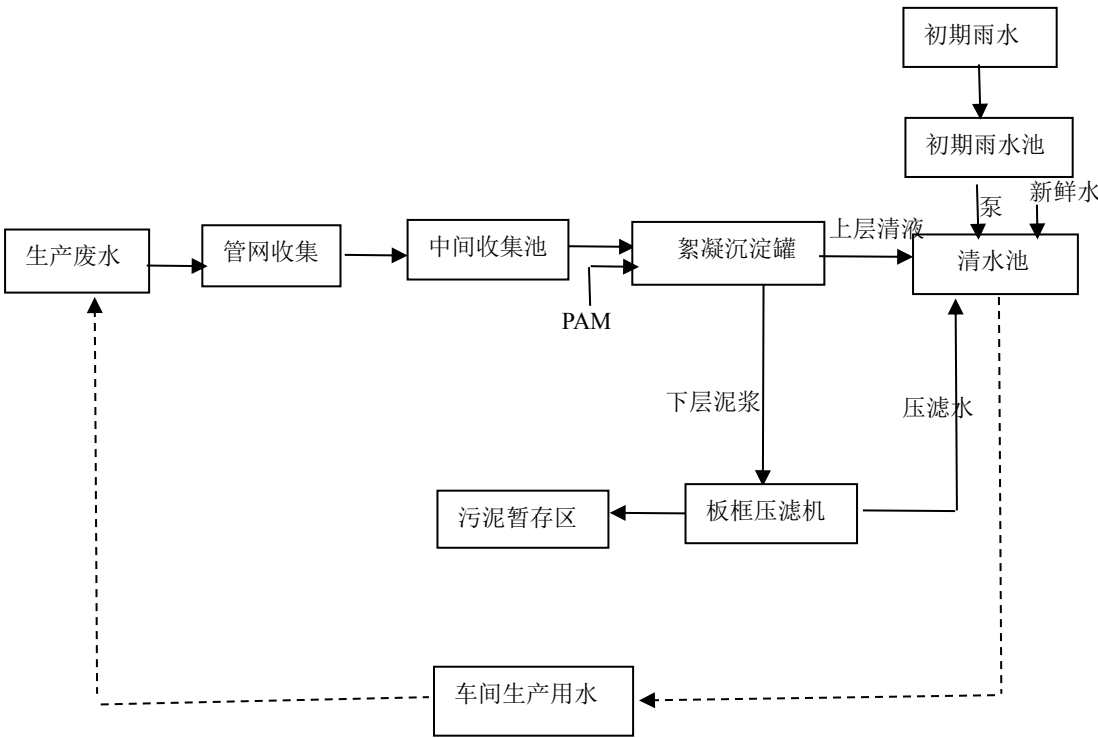 初期雨水
初期雨水池
泵
新鲜水
生产废水
管网收集
中间收集池
絮凝沉淀罐
上层清液
清水池
PAM
下层泥浆
压滤水
污泥暂存区
板框压滤机
车间生产用水